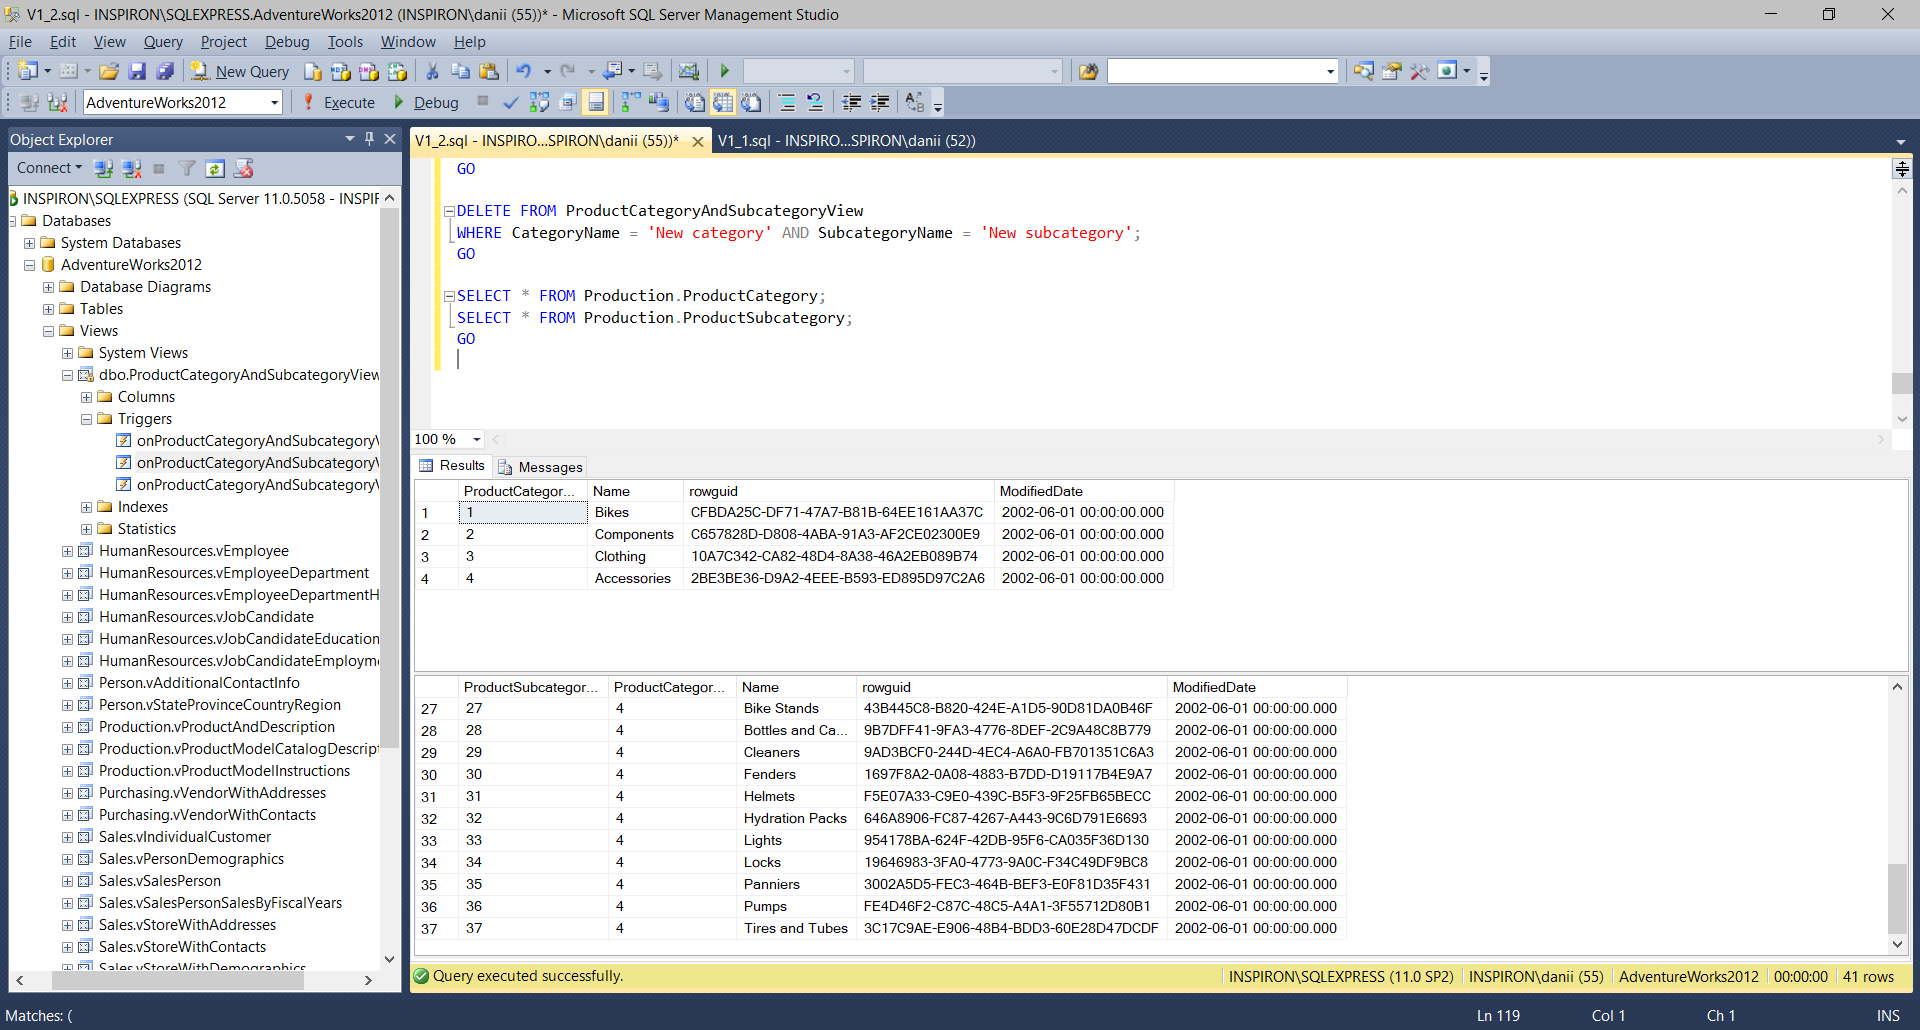 V1_2.sql - INSPIRON\SQLEXPRESS.AdventureWorks2012 (INSPIRON\danii (55))* - Microsoft SQL Server Management Studio
File Edit View Query Project Debug Tools Window Help
New Query
AdventureWorks2012 Execute Debug
Object Explorer
Connect
INSPIRON\SQLEXPRESS (SQL Server 11.0.5058 - INSPIF
Databases
System Databases
AdventureWorks2012
Database Diagrams
Tables
Views
System Views
dbo.ProductCategoryAndSubcategoryView
Columns
Triggers
onProductCategoryAndSubcategory
onProductCategoryAndSubcategory
onProductCategoryAndSubcategory
Indexes
Statistics
HumanResources.vEmployee
HumanResources.vEmployeeDepartment
HumanResources.vEmployeeDepartmentH
HumanResources.vJobCandidate
HumanResources.vJobCandidateEducation
HumanResources.vJobCandidateEmployme
Person.vAdditionalContactInfo
Person.vStateProvinceCountryRegion
Production.vProductAndDescription
Production.vProductModelCatalogDescript
Production.vProductModelInstructions
Purchasing.vVendorWithAddresses
Purchasing.vVendorWithContacts
Sales.vIndividualCustomer
Sales.vPersonDemographics
Sales.vSalesPerson
Sales.vSalesPersonSalesByFiscalYears
Sales.vStoreWithAddresses
Sales.vStoreWithContacts
Sales.vStoreWithDemographics
V1_2.sql - INSPIRO...SPIRON\danii (55))* V1_1.sql - INSPIRO...SPIRON\danii (52))
GO
DELETE FROM ProductCategoryAndSubcategoryView
WHERE CategoryName = 'New category' AND SubcategoryName = 'New subcategory';
GO
SELECT * FROM Production.ProductCategory;
SELECT * FROM Production.ProductSubcategory;
GO
100 %
Results Messages
ProductCategor... Name rowguid ModifiedDate
1 1 Bikes CFBDA25C-DF71-47A7-B81B-64EE161AA37C 2002-06-01 00:00:00.000
2 2 Components C657828D-D808-4ABA-91A3-AF2CE02300E9 2002-06-01 00:00:00.000
3 3 Clothing 10A7C342-CA82-48D4-8A38-46A2EB089B74 2002-06-01 00:00:00.000
4 4 Accessories 2BE3BE36-D9A2-4EEE-B593-ED895D97C2A6 2002-06-01 00:00:00.000
ProductSubcategor... ProductCategor... Name rowguid ModifiedDate
27 27 4 Bike Stands 43B445C8-B820-424E-A1D5-90D81DA0B46F 2002-06-01 00:00:00.000
28 28 4 Bottles and Ca... 9B7DFF41-9FA3-4776-8DEF-2C9A48C8B779 2002-06-01 00:00:00.000
29 29 4 Cleaners 9AD3BCF0-244D-4EC4-A6A0-FB701351C6A3 2002-06-01 00:00:00.000
30 30 4 Fenders 1697F8A2-0A08-4883-B7DD-D19117B4E9A7 2002-06-01 00:00:00.000
31 31 4 Helmets F5E07A33-C9E0-439C-B5F3-9F25FB65BECC 2002-06-01 00:00:00.000
32 32 4 Hydration Packs 646A8906-FC87-4267-A443-9C6D791E6693 2002-06-01 00:00:00.000
33 33 4 Lights 954178BA-624F-42DB-95F6-CA035F36D130 2002-06-01 00:00:00.000
34 34 4 Locks 19646983-3FA0-4773-9A0C-F34C49DF9BC8 2002-06-01 00:00:00.000
35 35 4 Panniers 3002A5D5-FEC3-464B-BEF3-E0F81D35F431 2002-06-01 00:00:00.000
36 36 4 Pumps FE4D46F2-C87C-48C5-A4A1-3F55712D80B1 2002-06-01 00:00:00.000
37 37 4 Tires and Tubes 3C17C9AE-E906-48B4-BDD3-60E28D47DCDF 2002-06-01 00:00:00.000
Query executed successfully. INSPIRON\SQLEXPRESS (11.0 SP2) INSPIRON\danii (55) AdventureWorks2012 00:00:00 41 rows
Matches: ( Ln 119 Col 1 Ch 1 INS